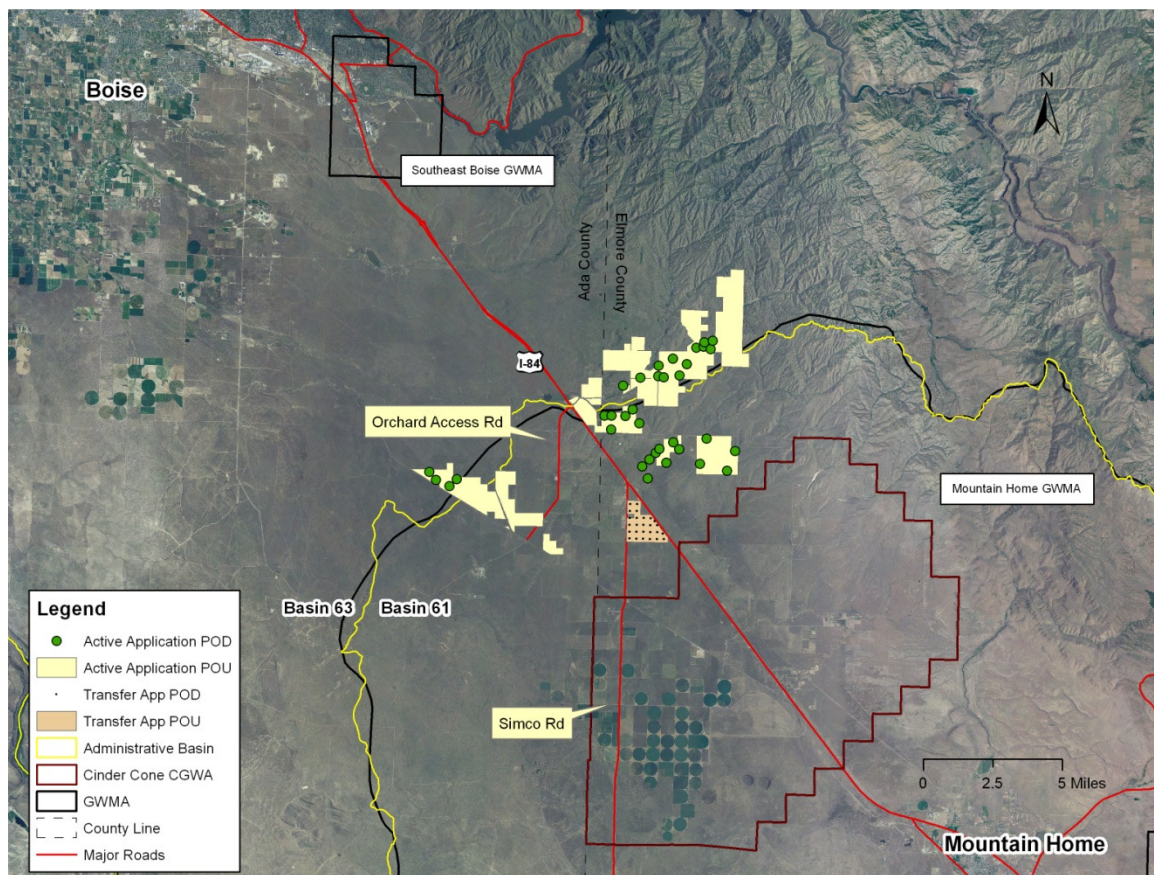 Boise
N
Southeast Boise GWMA
Ada County
Elmore County
I-84
Orchard Access Rd
Mountain Home GWMA
Basin 63
Basin 61
Simco Rd
0 2.5 5 Miles
Mountain Home
Legend
Active Application POD
Active Application POU
Transfer App POD
Transfer App POU
Administrative Basin
Cinder Cone CGWA
GWMA
County Line
Major Roads